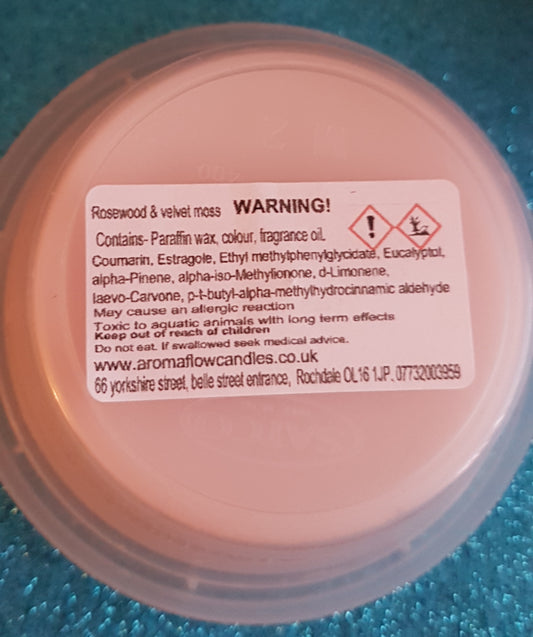 Rosewood & velvet moss WARNING!
Contains- Paraffin wax, colour, fragrance oil.
Coumarin, Estragole, Ethyl methylphenylglycidate, Eucalyptol,
alpha-Pinene, alpha-iso-Methylionone, d-Limonene,
laevo-Carvone, p-t-butyl-alpha-methylhydrocinnamic aldehyde
May cause an allergic reaction
Toxic to aquatic animals with long term effects
Keep out of reach of children
Do not eat. If swallowed seek medical advice.
www.aromaflowcandles.co.uk
66 yorkshire street, belle street entrance, Rochdale OL16 1JP. 07732003959